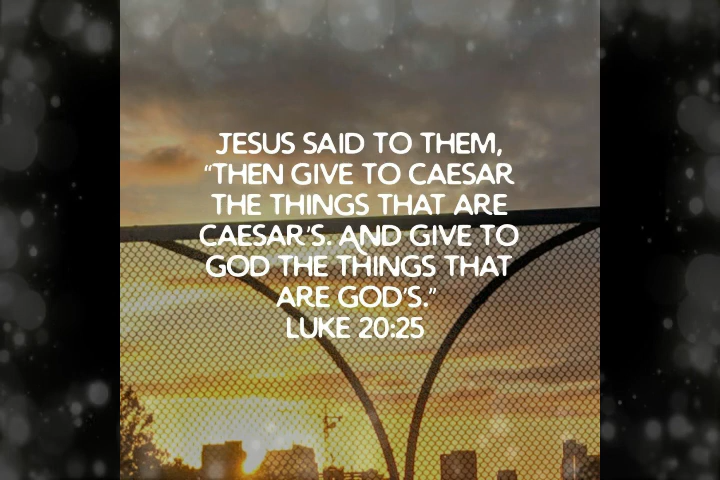 JESUS SAID TO THEM,
“THEN GIVE TO CAESAR
THE THINGS THAT ARE
CAESAR'S. AND GIVE TO
GOD THE THINGS THAT
ARE GOD'S.”
LUKE 20:25